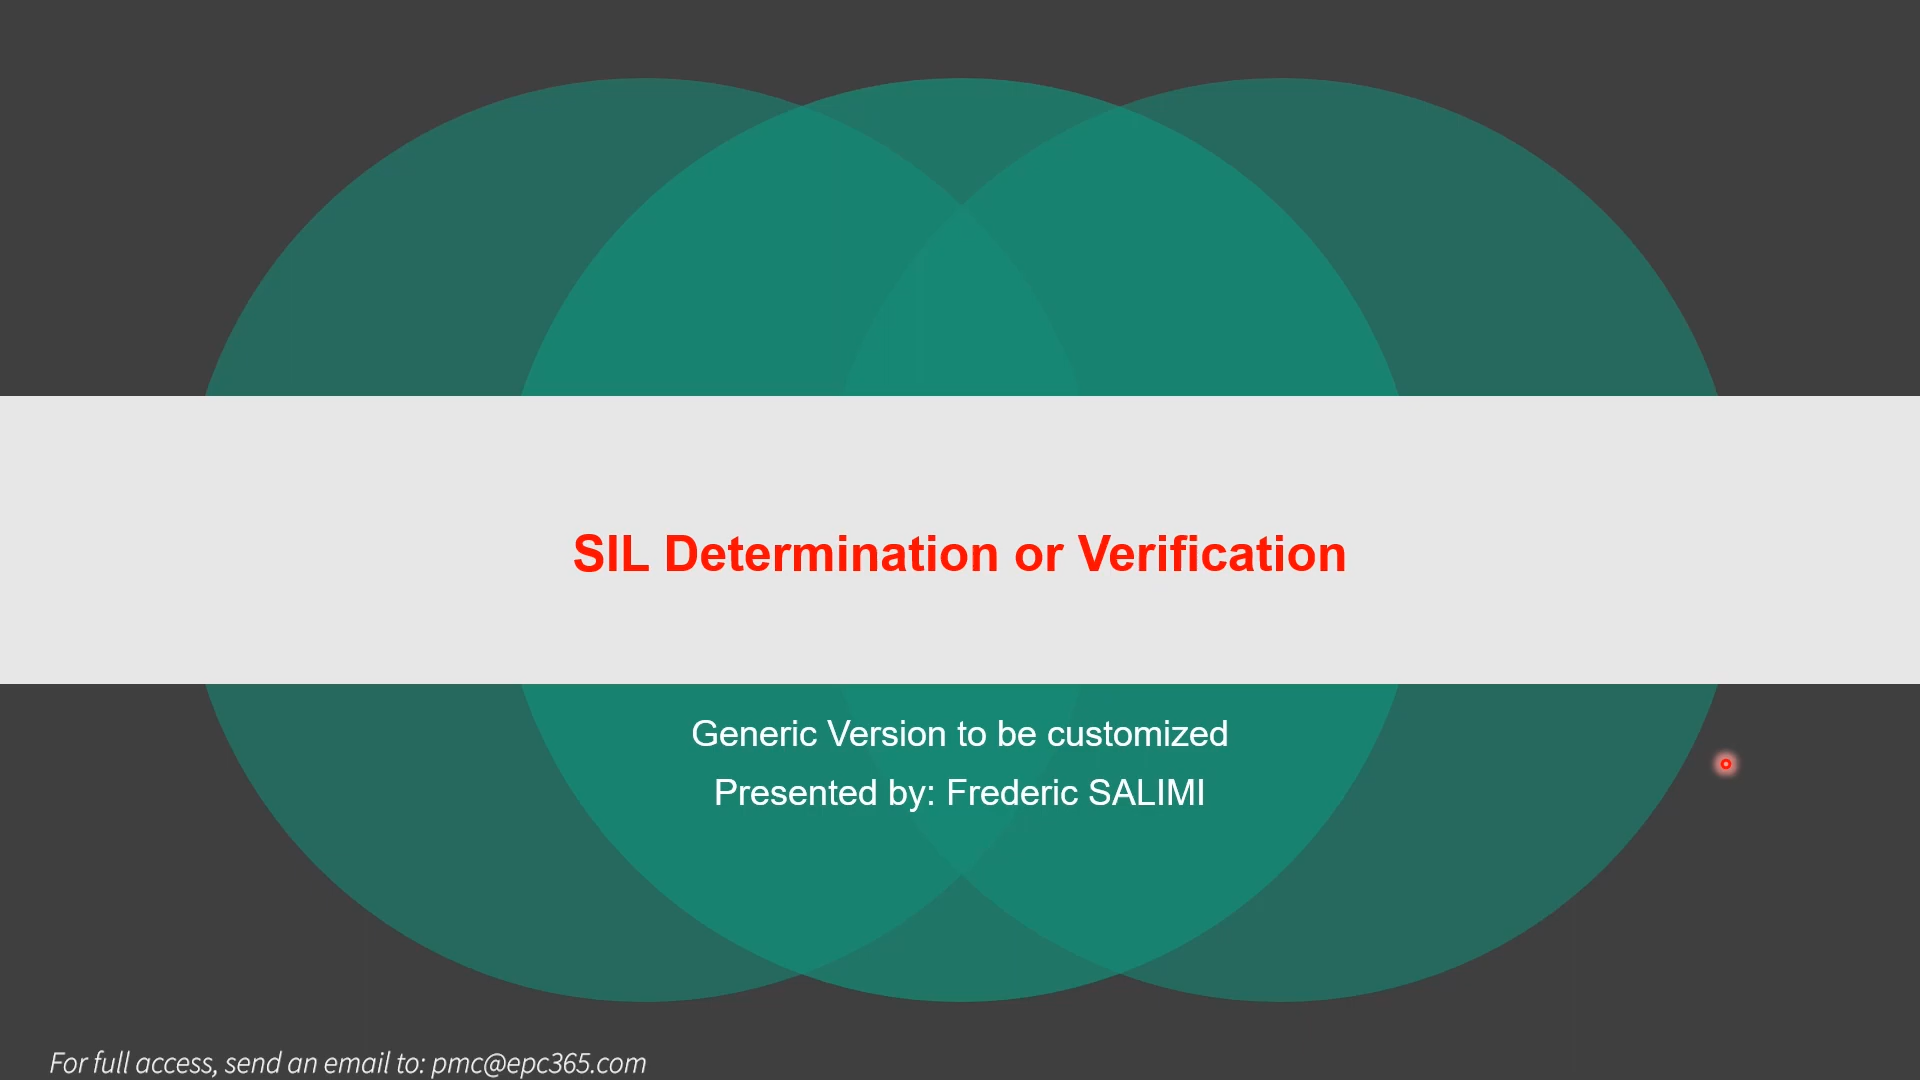 SIL Determination or Verification
Generic Version to be customized
Presented by: Frederic SALIMI
For full access, send an email to: pmc@epc365.com